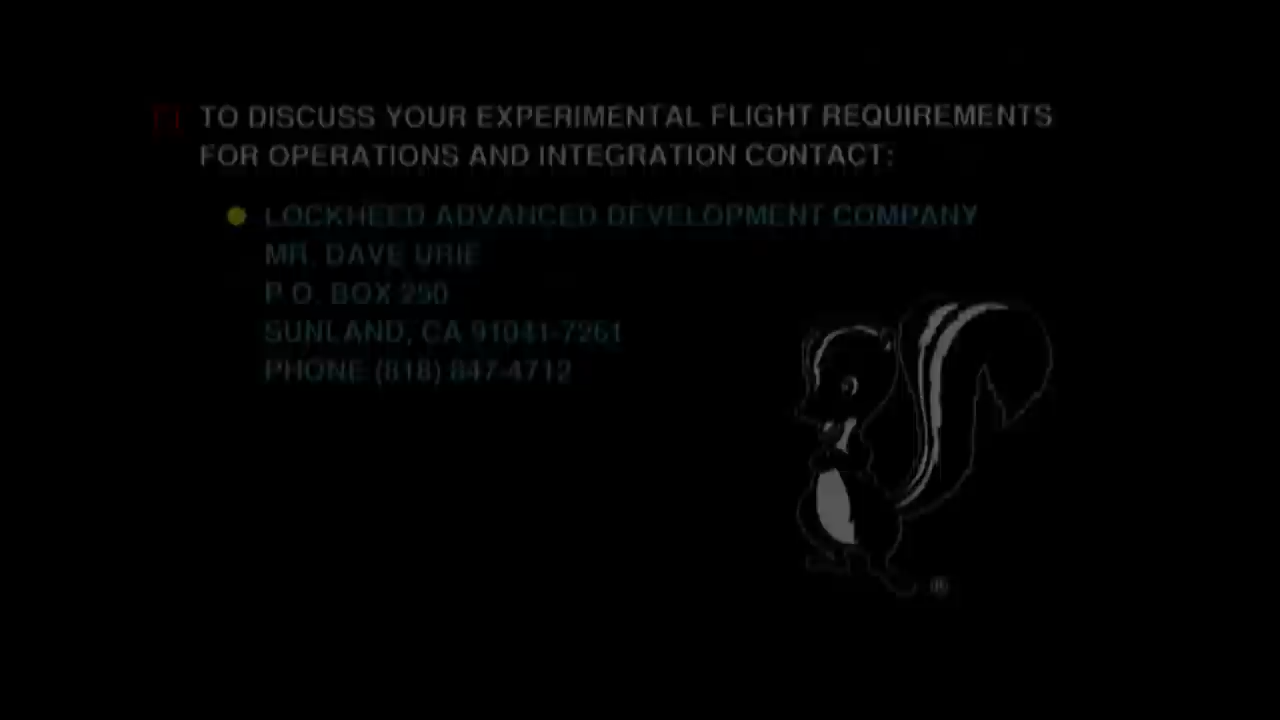 TO DISCUSS YOUR EXPERIMENTAL FLIGHT REQUIREMENTS
FOR OPERATIONS AND INTEGRATION CONTACT:
LOCKHEED ADVANCED DEVELOPMENT COMPANY
MR. DAVE URIE
P.O. BOX 250
SUNLAND, CA 91041-7261
PHONE (818) 847-4712
®